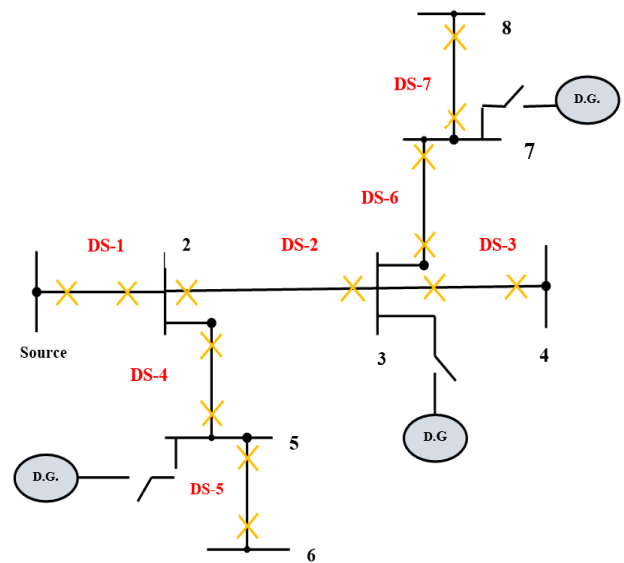 8
DS-7
D.G.
7
DS-6
DS-1
2
DS-2
DS-3
Source
3
4
DS-4
D.G
5
D.G.
DS-5
6